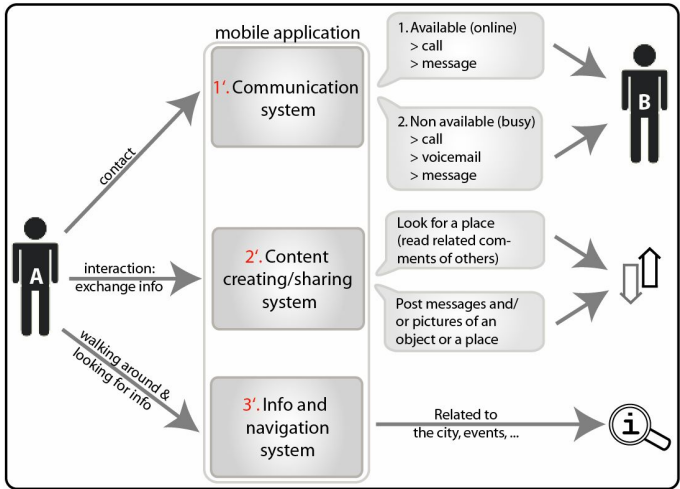 mobile application
1'. Communication
system
1. Available (online)
> call
> message
2. Non available (busy)
> call
> voicemail
> message
B
contact
A
interaction:
exchange info
2'. Content
creating/sharing
system
Look for a place
(read related com-
ments of others)
Post messages and/
or pictures of an
object or a place
walking around &
looking for info
3'. Info and
navigation
system
Related to
the city, events, ...
i